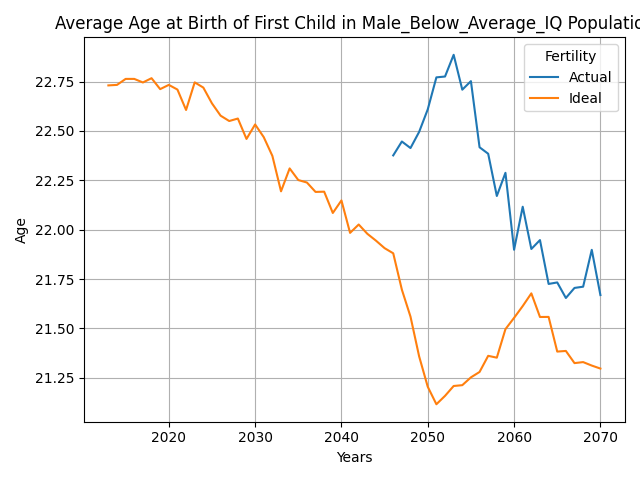 Average Age at Birth of First Child in Male_Below_Average_IQ Populatio
Fertility
Actual
Ideal
22.75
22.50
22.25
22.00
21.75
21.50
21.25
Age
2020 2030 2040 2050 2060 2070
Years